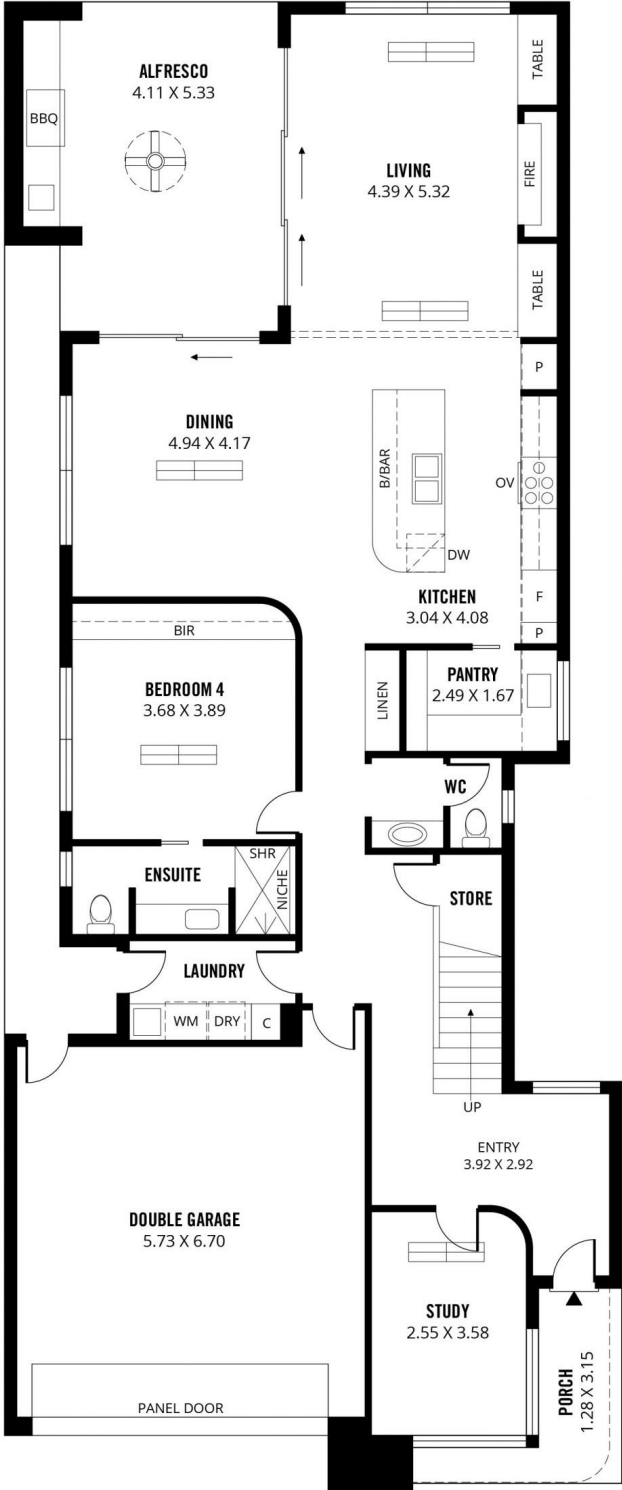 ALFRESCO
4.11 X 5.33
BBQ
TABLE
LIVING
4.39 X 5.32
FIRE
TABLE
P
DINING
4.94 X 4.17
B/BAR
OV
DW
KITCHEN
3.04 X 4.08
F
P
BIR
BEDROOM 4
3.68 X 3.89
LINEN
PANTRY
2.49 X 1.67
WC
ENSUITE
SHR
NICHE
STORE
LAUNDRY
WM
DRY
C
UP
ENTRY
3.92 X 2.92
DOUBLE GARAGE
5.73 X 6.70
STUDY
2.55 X 3.58
PORCH
1.28 X 3.15
PANEL DOOR